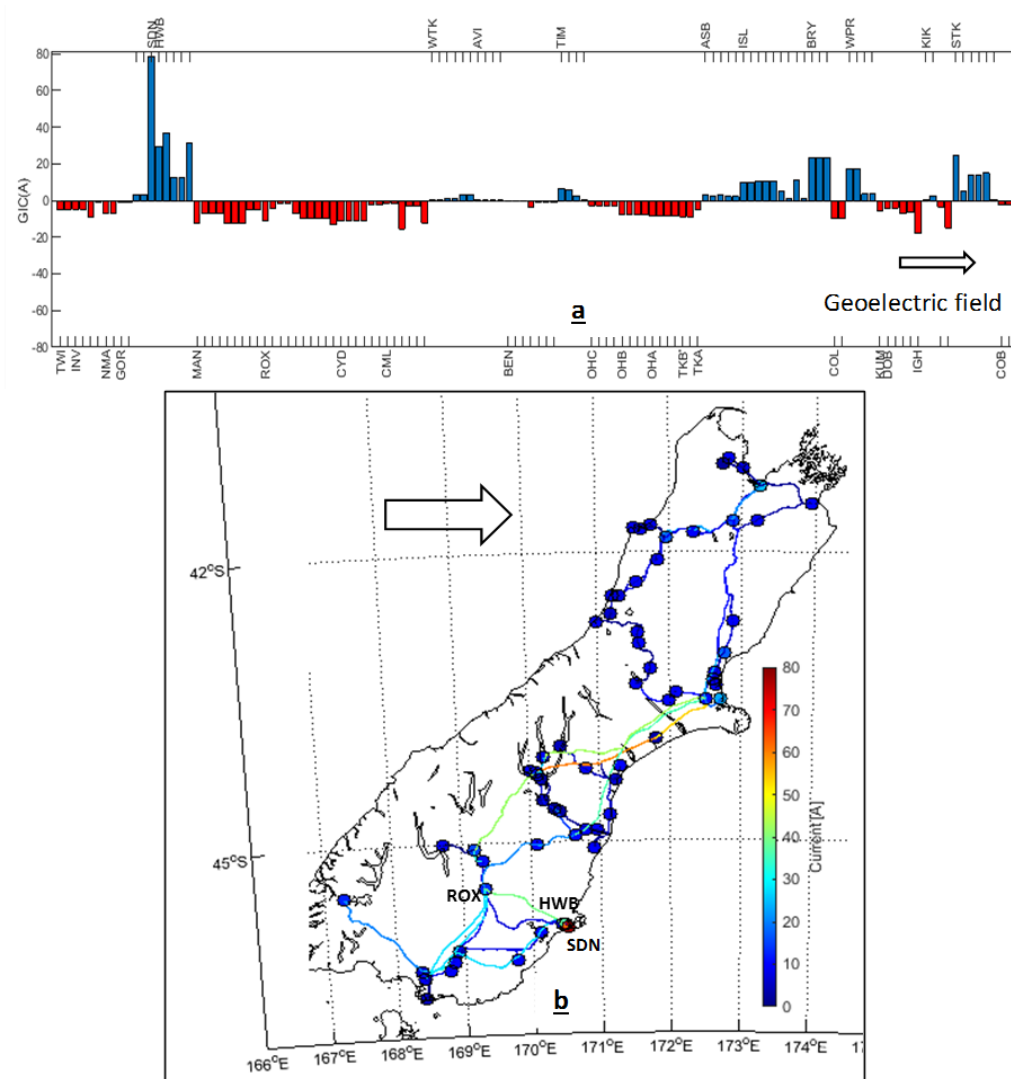 SDN HWB WTK AVI TIM ASB ISL BRY WPR KIK STK
80
60
40
20
0
-20
-40
-60
-80
GIC(A)
Geoelectric field
a
TWI INV NMA GOR MAN ROX CYD CML BEN OHC OHB OHA TKB' TKA COL KUM DOB IGH COB
42°S
45°S
ROX
HWB
SDN
b
80
70
60
50
40
30
20
10
0
Current [A]
166°E 167°E 168°E 169°E 170°E 171°E 172°E 173°E 174°E 17